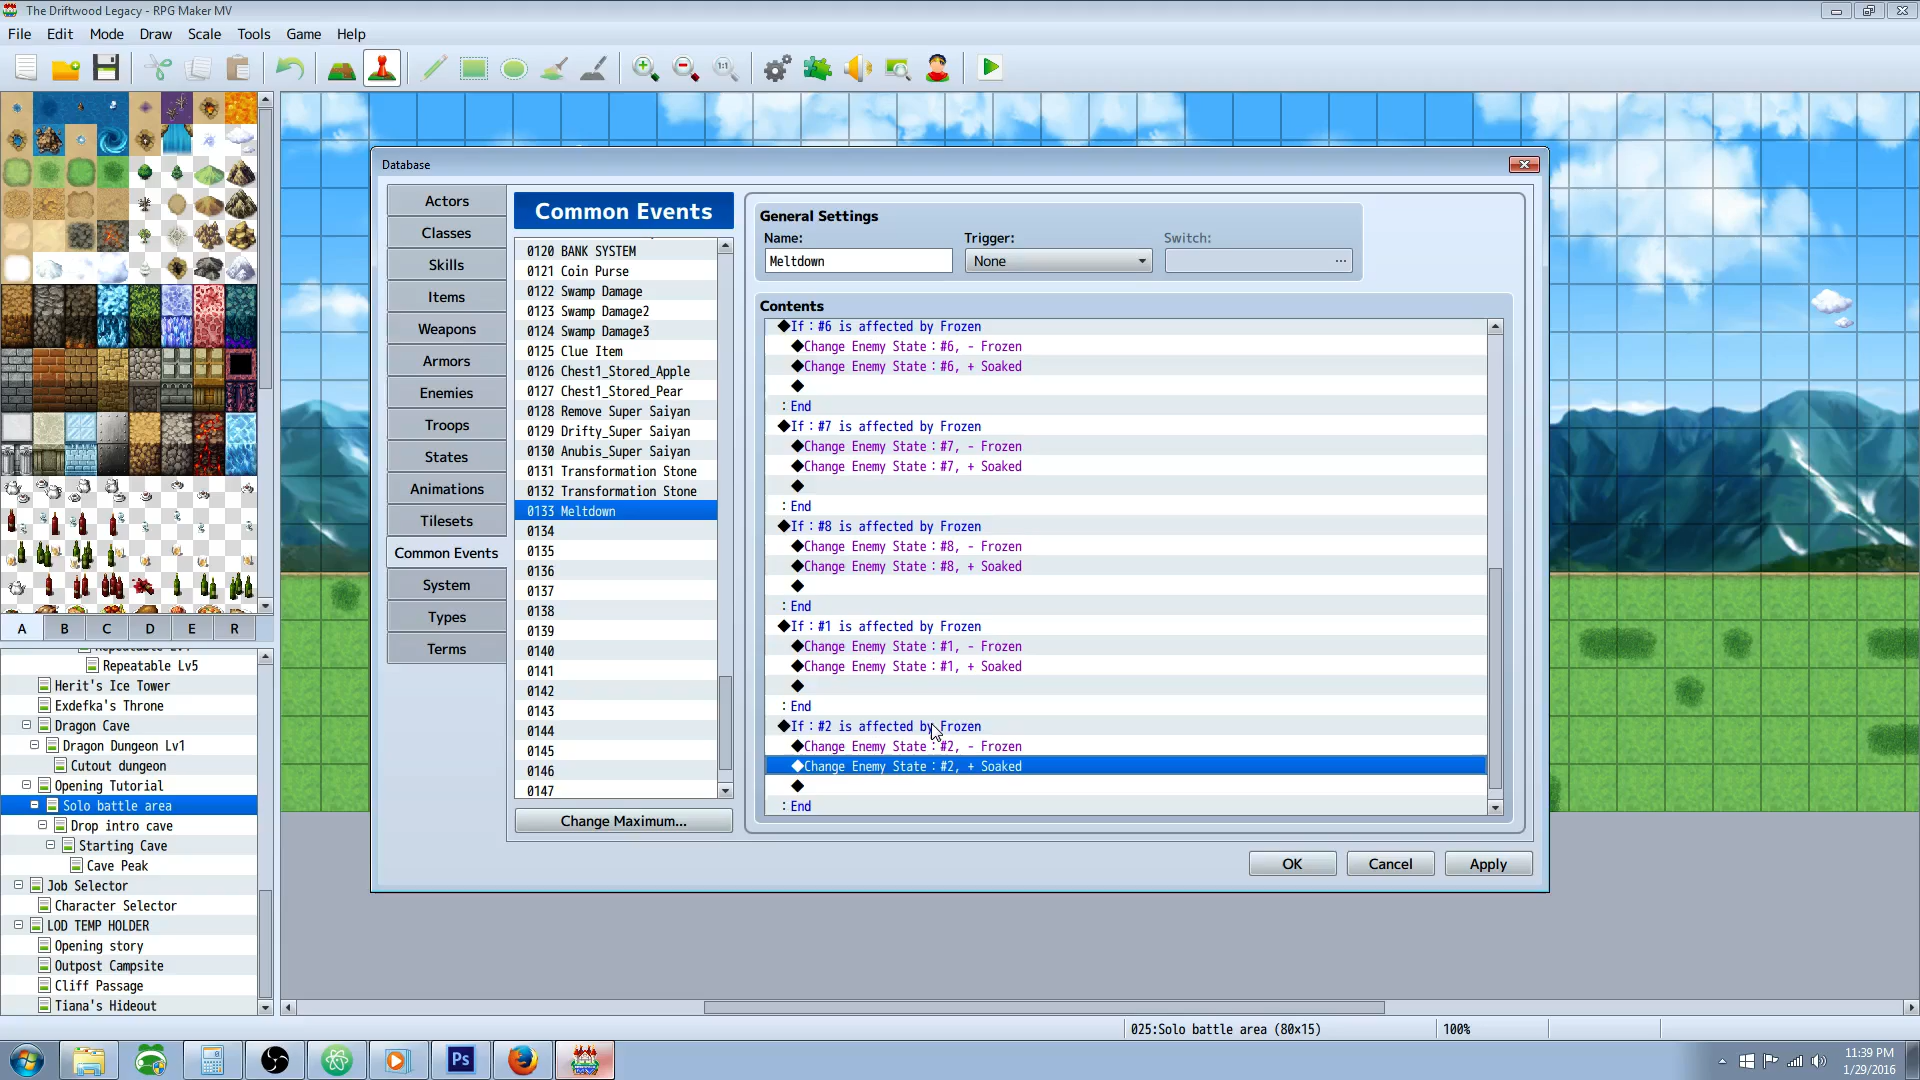 The Driftwood Legacy - RPG Maker MV
File Edit Mode Draw Scale Tools Game Help
1:1
Database
Actors
Classes
Skills
Items
Weapons
Armors
Enemies
Troops
States
Animations
Tilesets
Common Events
System
Types
Terms
Common Events
0120 BANK SYSTEM
0121 Coin Purse
0122 Swamp Damage
0123 Swamp Damage2
0124 Swamp Damage3
0125 Clue Item
0126 Chest1_Stored_Apple
0127 Chest1_Stored_Pear
0128 Remove Super Saiyan
0129 Drifty_Super Saiyan
0130 Anubis_Super Saiyan
0131 Transformation Stone
0132 Transformation Stone
0133 Meltdown
0134
0135
0136
0137
0138
0139
0140
0141
0142
0143
0144
0145
0146
0147
Change Maximum...
General Settings
Name: Trigger: Switch:
Meltdown None ...
Contents
◆If：#6 is affected by Frozen
◆Change Enemy State：#6, - Frozen
◆Change Enemy State：#6, + Soaked
◆
：End
◆If：#7 is affected by Frozen
◆Change Enemy State：#7, - Frozen
◆Change Enemy State：#7, + Soaked
◆
：End
◆If：#8 is affected by Frozen
◆Change Enemy State：#8, - Frozen
◆Change Enemy State：#8, + Soaked
◆
：End
◆If：#1 is affected by Frozen
◆Change Enemy State：#1, - Frozen
◆Change Enemy State：#1, + Soaked
◆
：End
◆If：#2 is affected by Frozen
◆Change Enemy State：#2, - Frozen
◆Change Enemy State：#2, + Soaked
◆
：End
OK Cancel Apply
A B C D E R
Repeatable Lv5
Herit's Ice Tower
Exdefka's Throne
Dragon Cave
Dragon Dungeon Lv1
Cutout dungeon
Opening Tutorial
Solo battle area
Drop intro cave
Starting Cave
Cave Peak
Job Selector
Character Selector
LOD TEMP HOLDER
Opening story
Outpost Campsite
Cliff Passage
Tiana's Hideout
025:Solo battle area (80x15) 100%
Ps
11:39 PM
1/29/2016